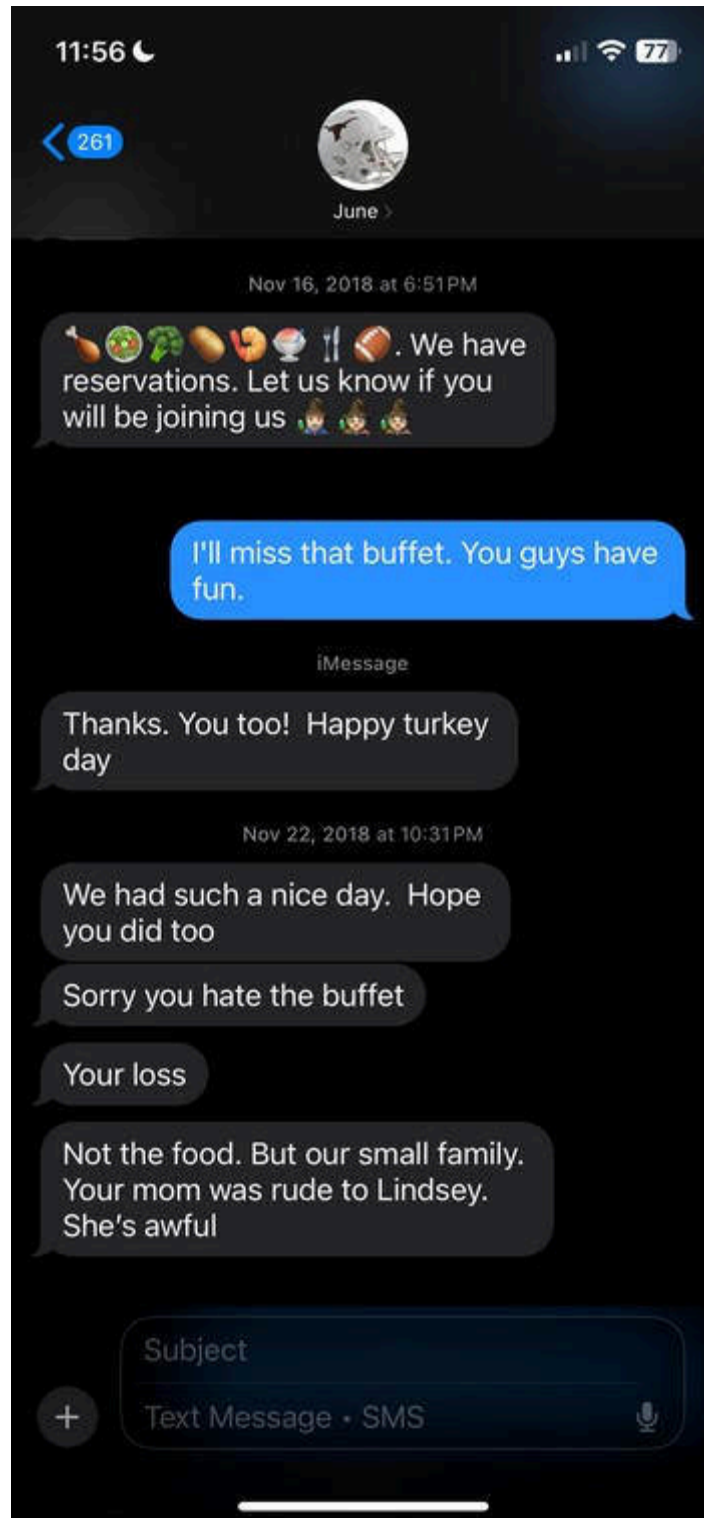 11:56
77
261
June
Nov 16, 2018 at 6:51PM
🍗🥗🥦🥔🍤🍨🍴🏈. We have
reservations. Let us know if you
will be joining us
I'll miss that buffet. You guys have
fun.
iMessage
Thanks. You too!  Happy turkey
day
Nov 22, 2018 at 10:31PM
We had such a nice day.  Hope
you did too
Sorry you hate the buffet
Your loss
Not the food. But our small family.
Your mom was rude to Lindsey.
She's awful
Subject
Text Message • SMS